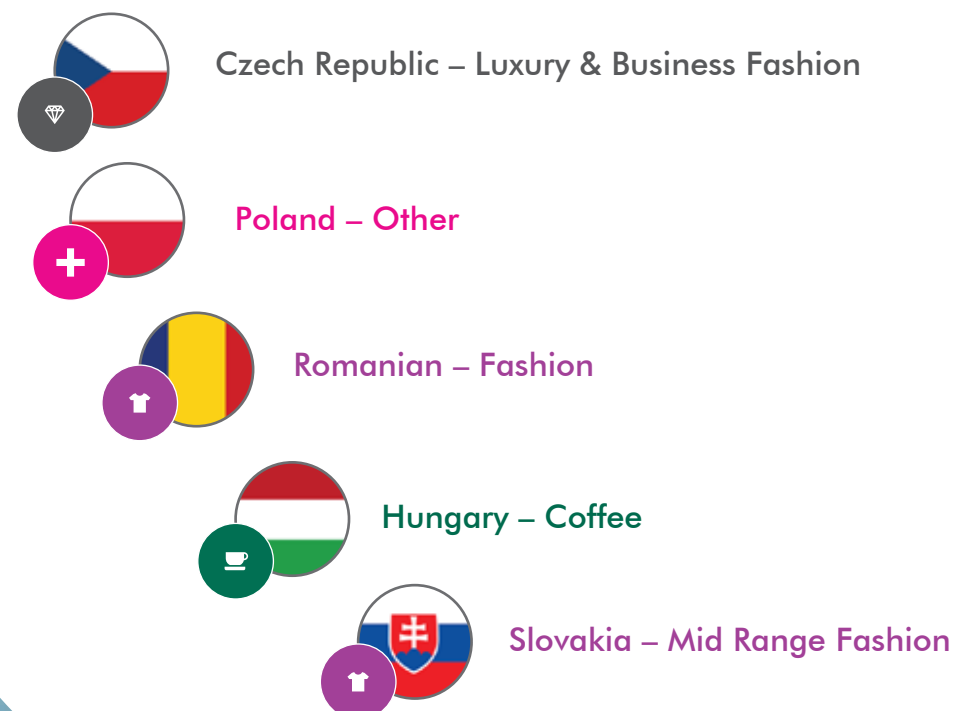 Czech Republic – Luxury & Business Fashion
Poland – Other
Romanian – Fashion
Hungary – Coffee
Slovakia – Mid Range Fashion